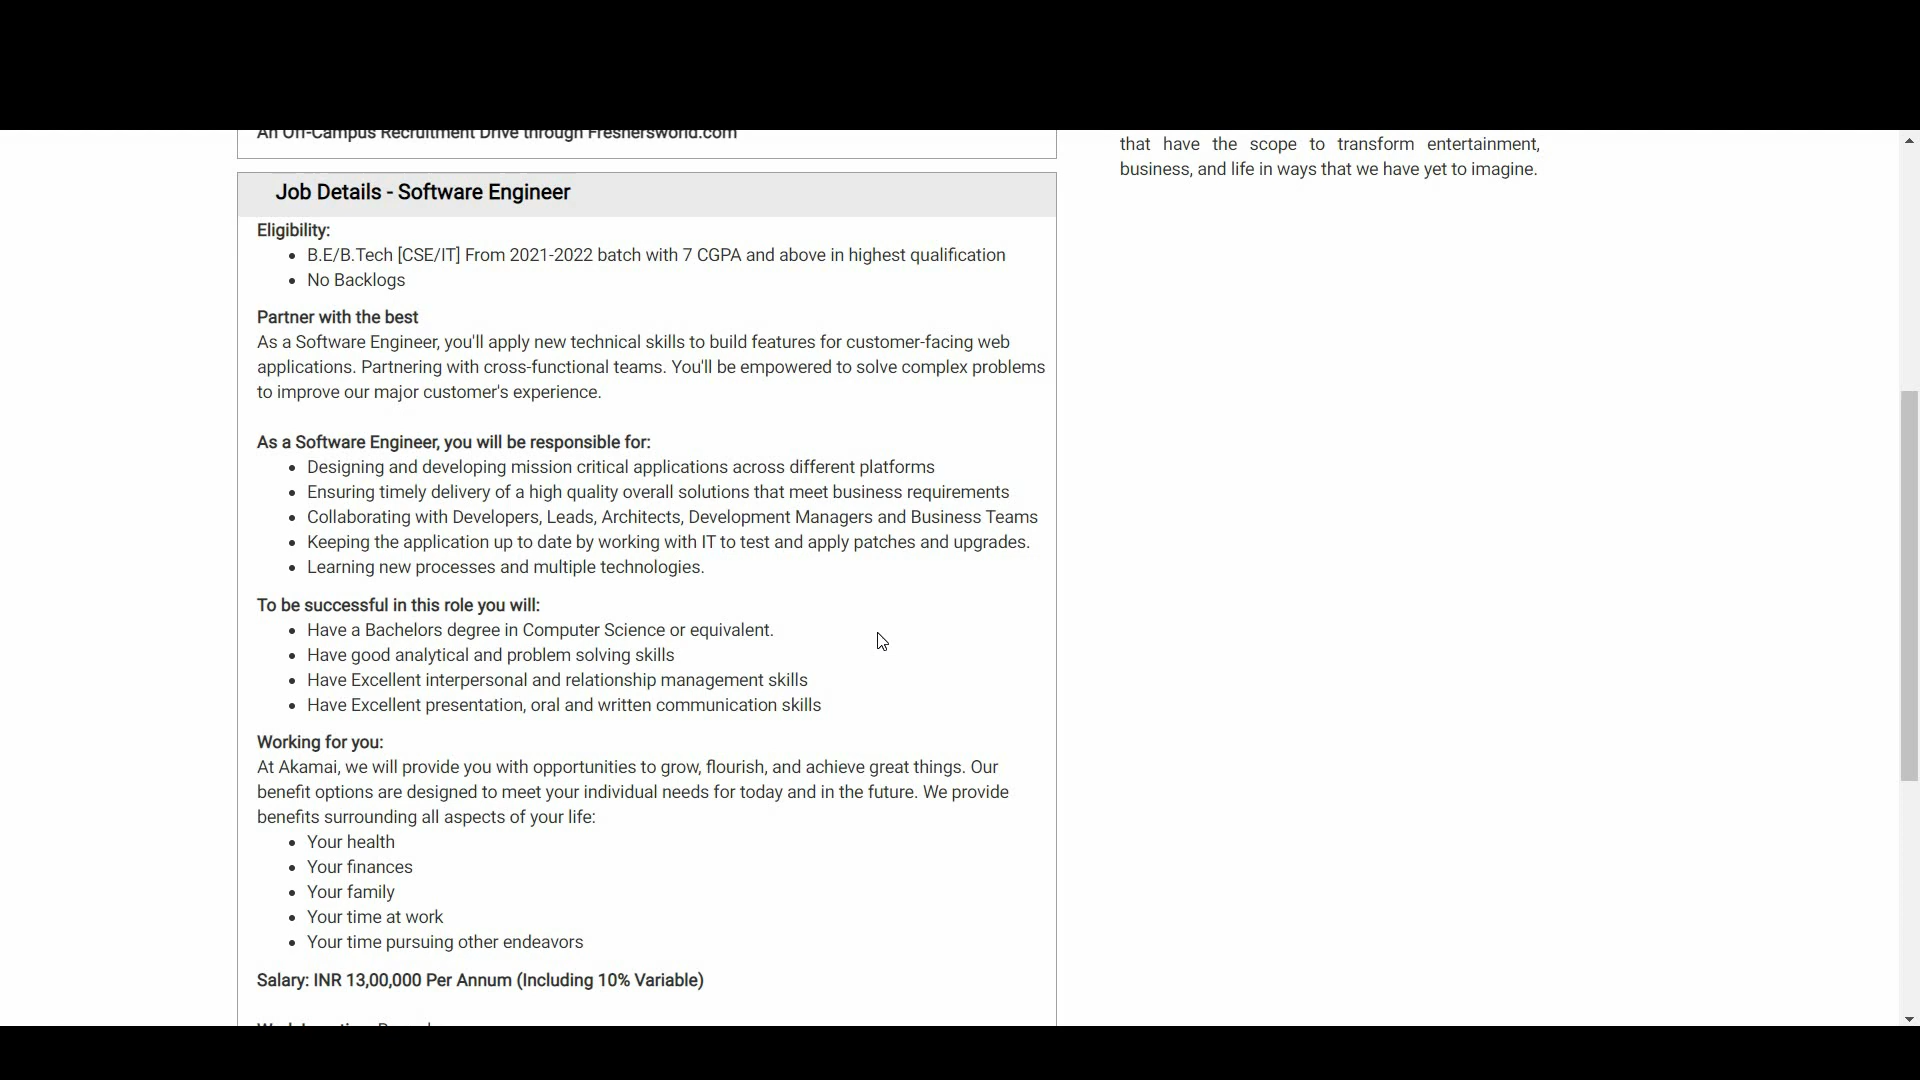 An Off-Campus Recruitment Drive through Freshersworld.com
Job Details - Software Engineer
Eligibility:
• B.E/B.Tech [CSE/IT] From 2021-2022 batch with 7 CGPA and above in highest qualification
• No Backlogs
Partner with the best
As a Software Engineer, you'll apply new technical skills to build features for customer-facing web
applications. Partnering with cross-functional teams. You'll be empowered to solve complex problems
to improve our major customer's experience.
As a Software Engineer, you will be responsible for:
• Designing and developing mission critical applications across different platforms
• Ensuring timely delivery of a high quality overall solutions that meet business requirements
• Collaborating with Developers, Leads, Architects, Development Managers and Business Teams
• Keeping the application up to date by working with IT to test and apply patches and upgrades.
• Learning new processes and multiple technologies.
To be successful in this role you will:
• Have a Bachelors degree in Computer Science or equivalent.
• Have good analytical and problem solving skills
• Have Excellent interpersonal and relationship management skills
• Have Excellent presentation, oral and written communication skills
Working for you:
At Akamai, we will provide you with opportunities to grow, flourish, and achieve great things. Our
benefit options are designed to meet your individual needs for today and in the future. We provide
benefits surrounding all aspects of your life:
• Your health
• Your finances
• Your family
• Your time at work
• Your time pursuing other endeavors
Salary: INR 13,00,000 Per Annum (Including 10% Variable)
that have the scope to transform entertainment,
business, and life in ways that we have yet to imagine.